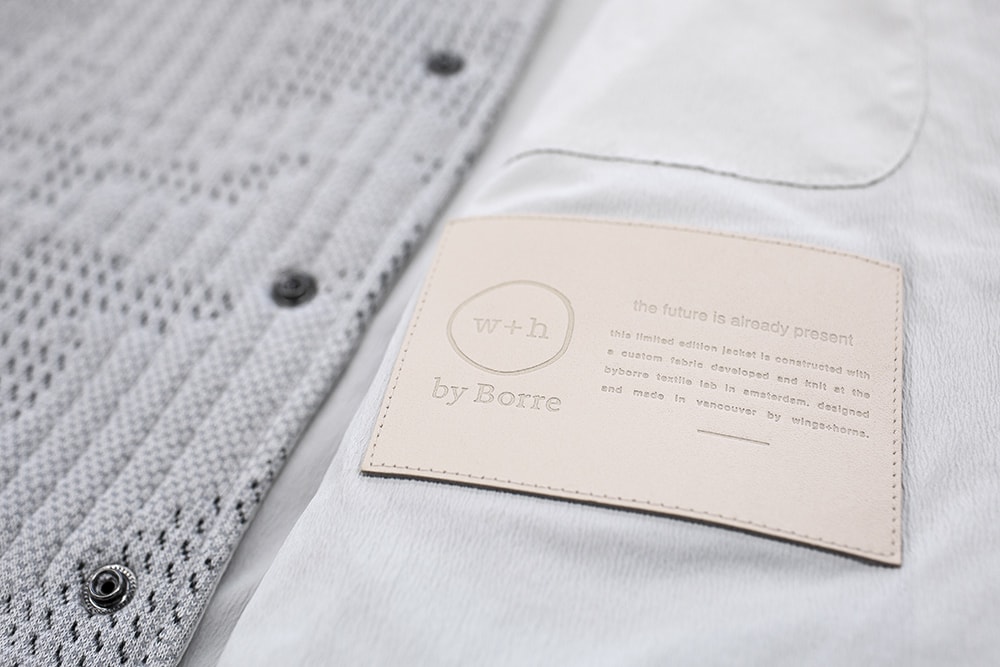 w+h
by Borre
the future is already present
this limited edition jacket is constructed with
a custom fabric developed and knit at the
byborre textile lab in amsterdam. designed
and made in vancouver by wings+horns.